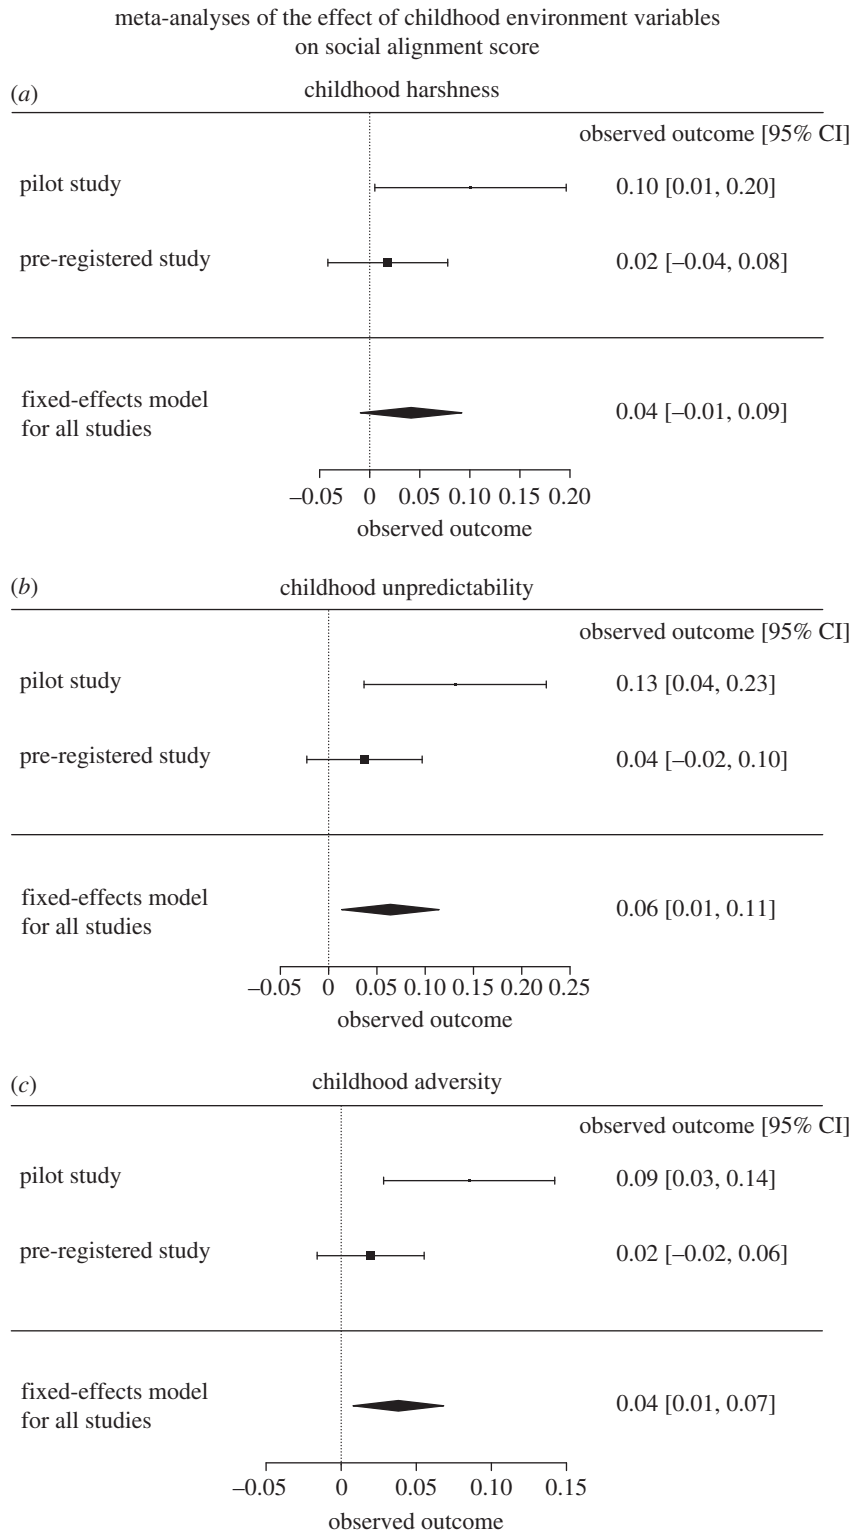 meta-analyses of the effect of childhood environment variables
on social alignment score
(a) childhood harshness
observed outcome [95% CI]
pilot study 0.10 [0.01, 0.20]
pre-registered study 0.02 [–0.04, 0.08]
fixed-effects model
for all studies
0.04 [–0.01, 0.09]
–0.05 0 0.05 0.10 0.15 0.20
observed outcome
(b) childhood unpredictability
observed outcome [95% CI]
pilot study 0.13 [0.04, 0.23]
pre-registered study 0.04 [–0.02, 0.10]
fixed-effects model
for all studies
0.06 [0.01, 0.11]
–0.05 0 0.05 0.10 0.15 0.20 0.25
observed outcome
(c) childhood adversity
observed outcome [95% CI]
pilot study 0.09 [0.03, 0.14]
pre-registered study 0.02 [–0.02, 0.06]
fixed-effects model
for all studies
0.04 [0.01, 0.07]
–0.05 0 0.05 0.10 0.15
observed outcome